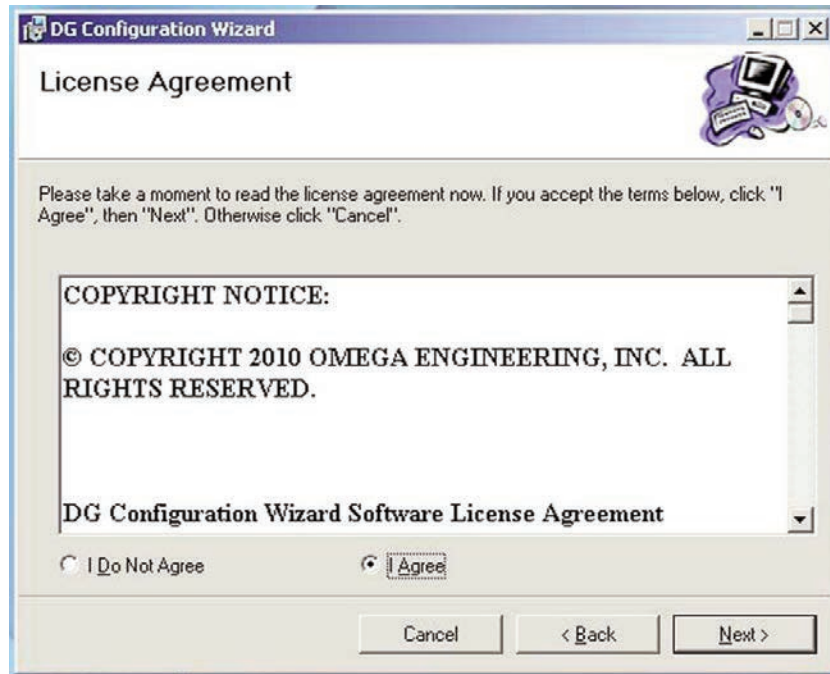 DG Configuration Wizard
License Agreement
Please take a moment to read the license agreement now. If you accept the terms below, click "I
Agree", then "Next". Otherwise click "Cancel".
COPYRIGHT NOTICE:
© COPYRIGHT 2010 OMEGA ENGINEERING, INC. ALL
RIGHTS RESERVED.
DG Configuration Wizard Software License Agreement
I Do Not Agree
I Agree
Cancel
< Back
Next >